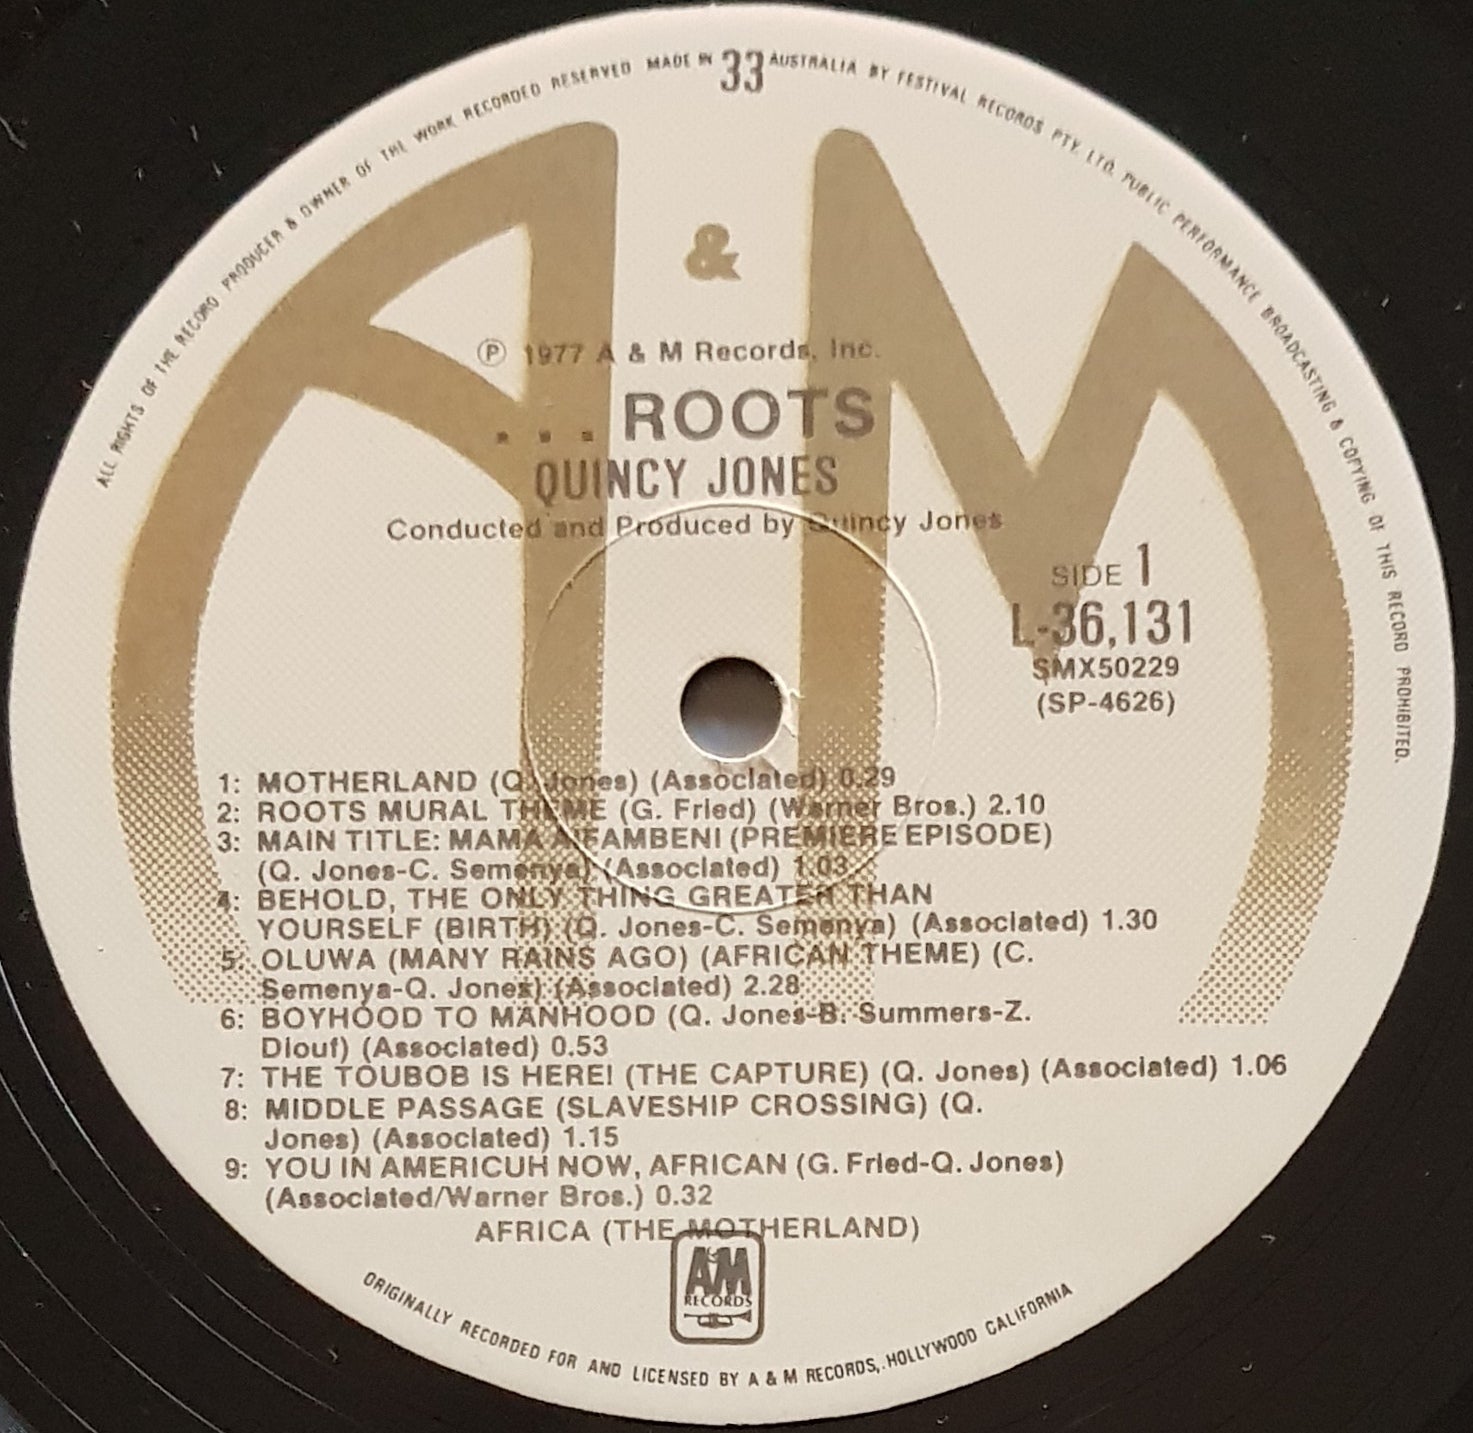 ALL RIGHTS OF THE RECORD PRODUCER & OWNER OF THE WORK RECORDED RESERVED MADE IN 33 AUSTRALIA BY FESTIVAL RECORDS PTY. LTD. PUBLIC PERFORMANCE BROADCASTING & COPYING OF THIS RECORD PROHIBITED.
A & M
Ⓟ 1977 A & M Records, Inc.
. . . ROOTS
QUINCY JONES
Conducted and Produced by Quincy Jones
SIDE 1
L-36,131
SMX50229
(SP-4626)
1: MOTHERLAND (Q. Jones) (Associated) 0.29
2: ROOTS MURAL THEME (G. Fried) (Warner Bros.) 2.10
3: MAIN TITLE: MAMA AIFAMBENI (PREMIERE EPISODE)
(Q. Jones-C. Semenya) (Associated) 1.03
4: BEHOLD, THE ONLY THING GREATER THAN
YOURSELF (BIRTH) (Q. Jones-C. Semenya) (Associated) 1.30
5: OLUWA (MANY RAINS AGO) (AFRICAN THEME) (C.
Semenya-Q. Jones) (Associated) 2.28
6: BOYHOOD TO MANHOOD (Q. Jones-B. Summers-Z.
Diouf) (Associated) 0.53
7: THE TOUBOB IS HERE! (THE CAPTURE) (Q. Jones) (Associated) 1.06
8: MIDDLE PASSAGE (SLAVESHIP CROSSING) (Q.
Jones) (Associated) 1.15
9: YOU IN AMERICUH NOW, AFRICAN (G. Fried-Q. Jones)
(Associated/Warner Bros.) 0.32
AFRICA (THE MOTHERLAND)
A&M
RECORDS
ORIGINALLY RECORDED FOR AND LICENSED BY A & M RECORDS, HOLLYWOOD CALIFORNIA